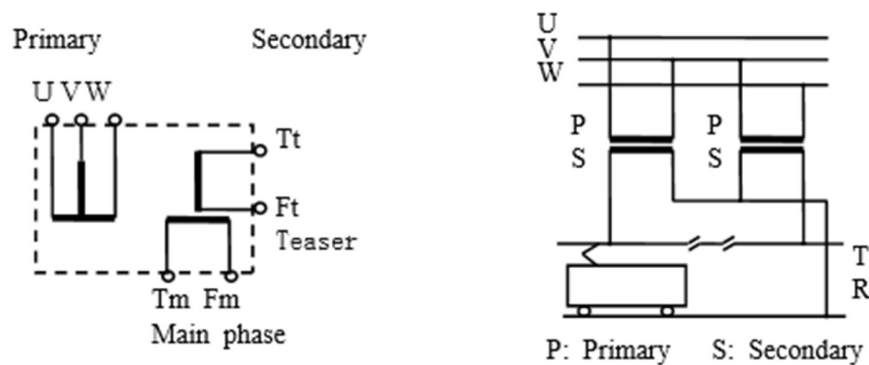 Primary
Secondary
U V W
Tt
Ft
Teaser
Tm Fm
Main phase
U
V
W
P
S
P
S
T
R
P: Primary S: Secondary